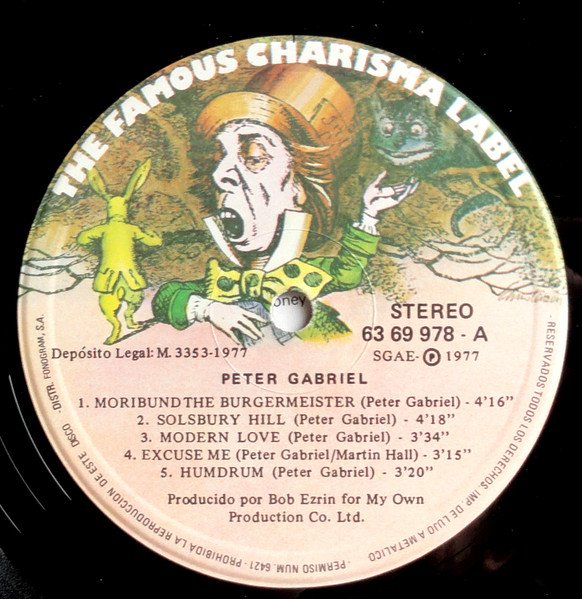 THE FAMOUS CHARISMA LABEL
oney
STEREO
63 69 978 - A
Depósito Legal: M. 3353-1977
SGAE- Ⓟ 1977
PETER GABRIEL
1. MORIBUND THE BURGERMEISTER (Peter Gabriel) - 4'16"
2. SOLSBURY HILL (Peter Gabriel) - 4'18"
3. MODERN LOVE (Peter Gabriel) - 3'34"
4. EXCUSE ME (Peter Gabriel/Martin Hall) - 3'15"
5. HUMDRUM (Peter Gabriel) - 3'20"
Producido por Bob Ezrin for My Own
Production Co. Ltd.
- RESERVADOS TODOS LOS DERECHOS. IMP. DE LUJO A METALICO - PERMISO NUM. 6421 - PROHIBIDA LA REPRODUCCION DE ESTE DISCO - DISTR. FONOGRAM, S.A.